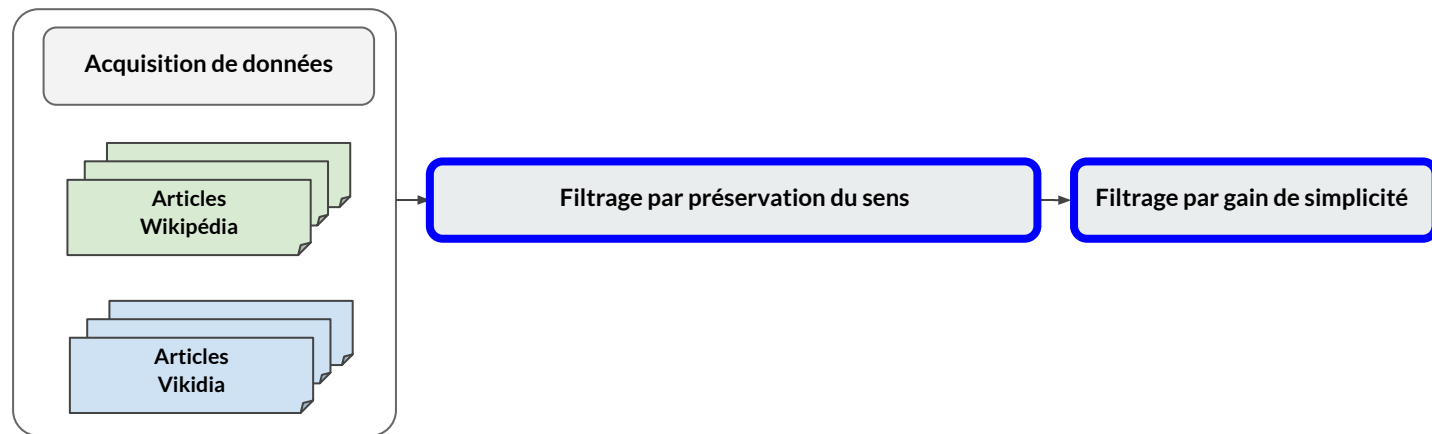 Acquisition de données
Articles
Wikipédia
Articles
Vikidia
Filtrage par préservation du sens
Filtrage par gain de simplicité